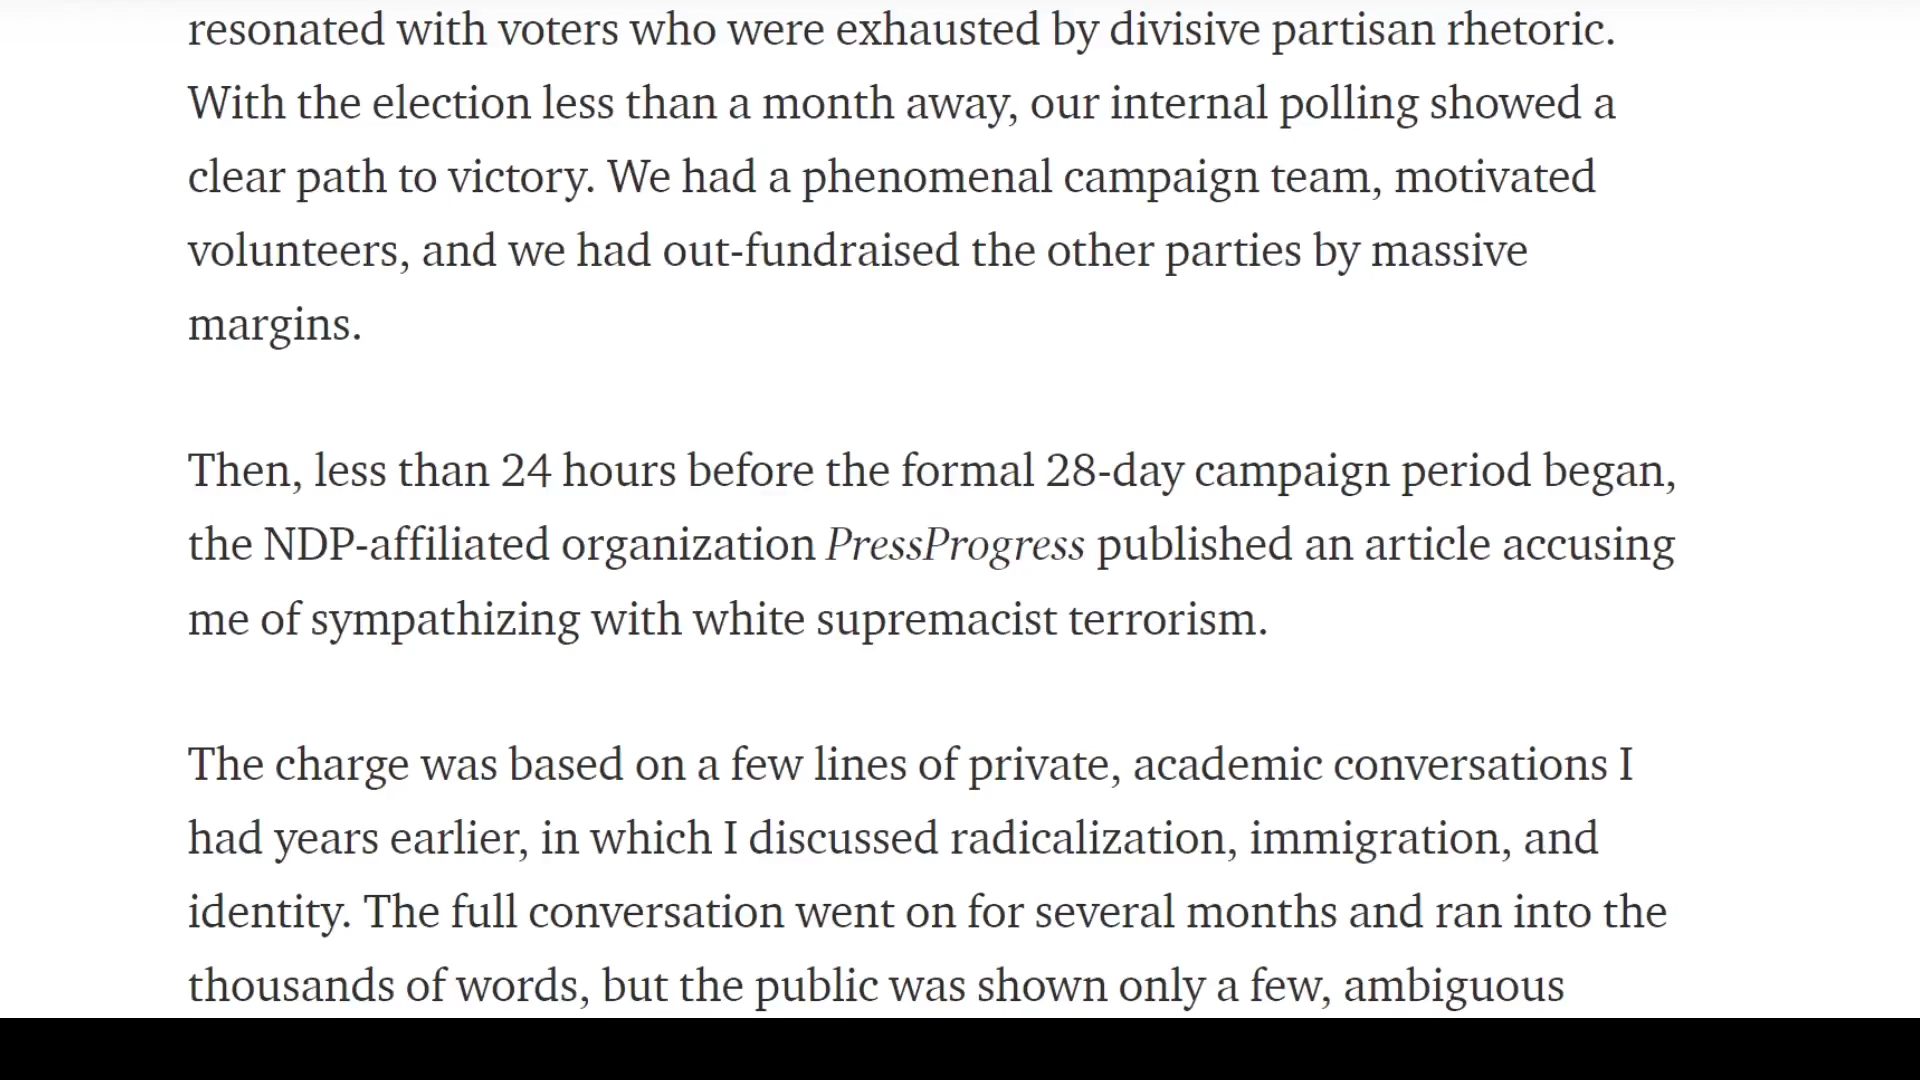 resonated with voters who were exhausted by divisive partisan rhetoric.
With the election less than a month away, our internal polling showed a
clear path to victory. We had a phenomenal campaign team, motivated
volunteers, and we had out-fundraised the other parties by massive
margins.
Then, less than 24 hours before the formal 28-day campaign period began,
the NDP-affiliated organization PressProgress published an article accusing
me of sympathizing with white supremacist terrorism.
The charge was based on a few lines of private, academic conversations I
had years earlier, in which I discussed radicalization, immigration, and
identity. The full conversation went on for several months and ran into the
thousands of words, but the public was shown only a few, ambiguous